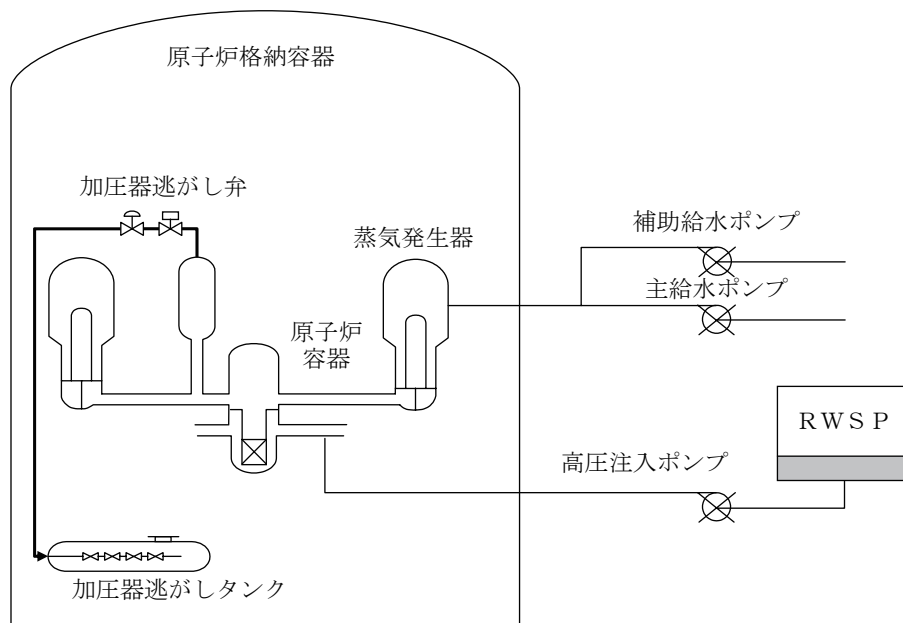 原子炉格納容器
加圧器逃がし弁
補助給水ポンプ
蒸気発生器
主給水ポンプ
原子炉
容器
RWSP
高圧注入ポンプ
加圧器逃がしタンク